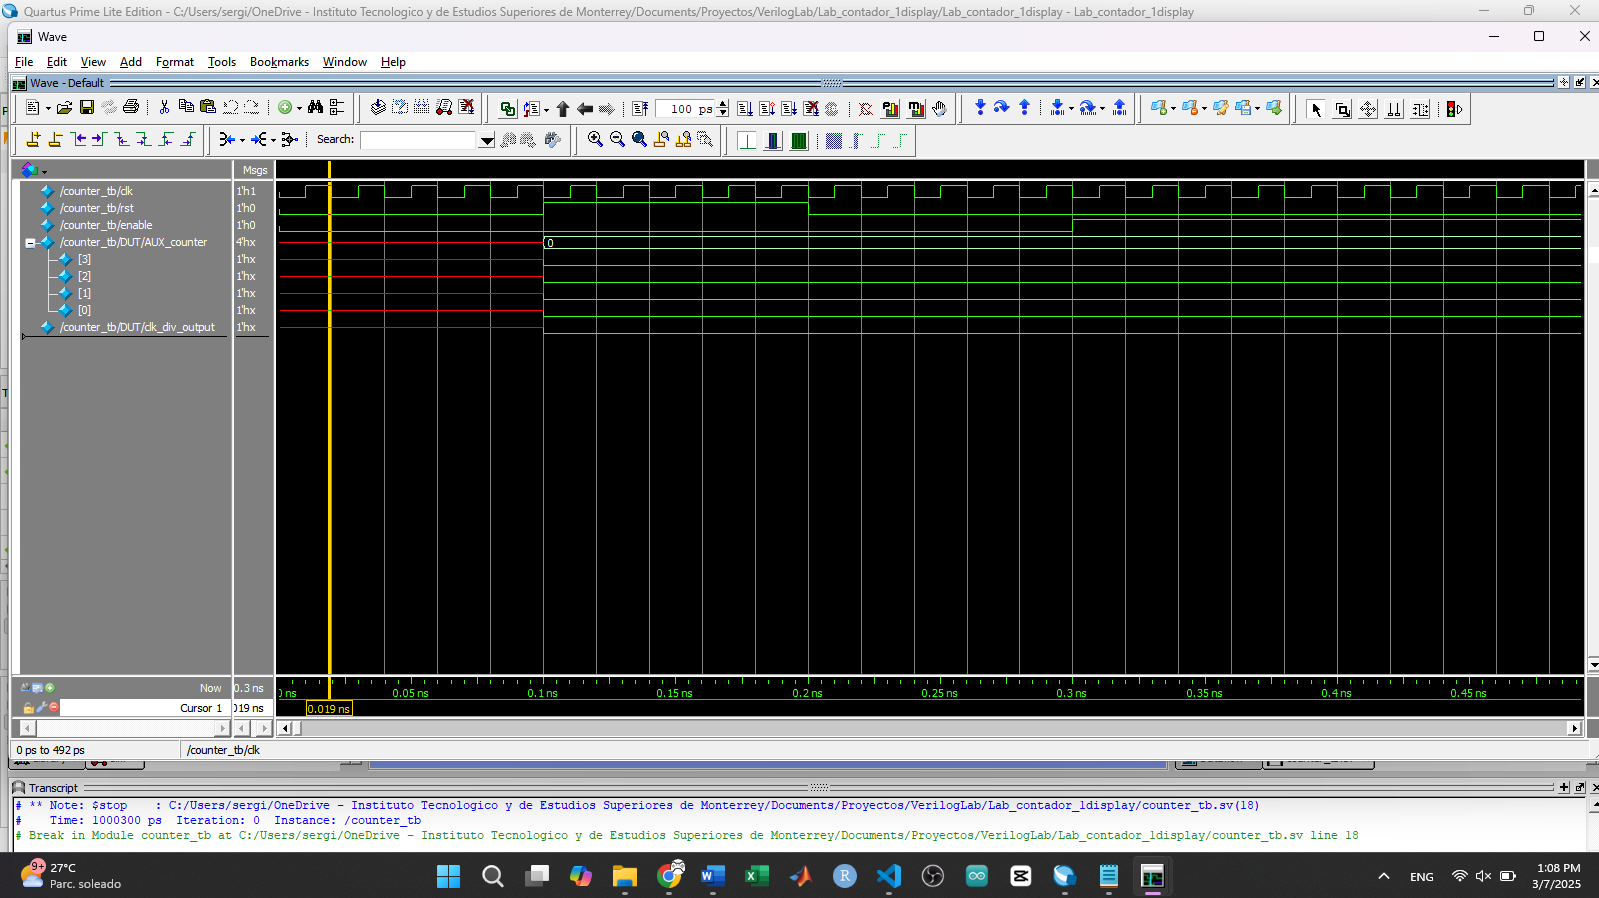 Quartus Prime Lite Edition - C:/Users/sergi/OneDrive - Instituto Tecnologico y de Estudios Superiores de Monterrey/Documents/Proyectos/VerilogLab/Lab_contador_1display/Lab_contador_1display - Lab_contador_1display
Wave
File Edit View Add Format Tools Bookmarks Window Help
Wave - Default
100 ps
Search:
Msgs
/counter_tb/clk 1'h1
/counter_tb/rst 1'h0
/counter_tb/enable 1'h0
/counter_tb/DUT/AUX_counter 4'hx 0
[3] 1'hx
[2] 1'hx
[1] 1'hx
[0] 1'hx
/counter_tb/DUT/clk_div_output 1'hx
Now 0.3 ns ns 0.05 ns 0.1 ns 0.15 ns 0.2 ns 0.25 ns 0.3 ns 0.35 ns 0.4 ns 0.45 ns
Cursor 1 019 ns 0.019 ns
0 ps to 492 ps /counter_tb/clk
Transcript
# ** Note: $stop    : C:/Users/sergi/OneDrive - Instituto Tecnologico y de Estudios Superiores de Monterrey/Documents/Proyectos/VerilogLab/Lab_contador_1display/counter_tb.sv(18)
#    Time: 1000300 ps  Iteration: 0  Instance: /counter_tb
# Break in Module counter_tb at C:/Users/sergi/OneDrive - Instituto Tecnologico y de Estudios Superiores de Monterrey/Documents/Proyectos/VerilogLab/Lab_contador_1display/counter_tb.sv line 18
9+ 27°C
Parc. soleado
ENG
1:08 PM
3/7/2025